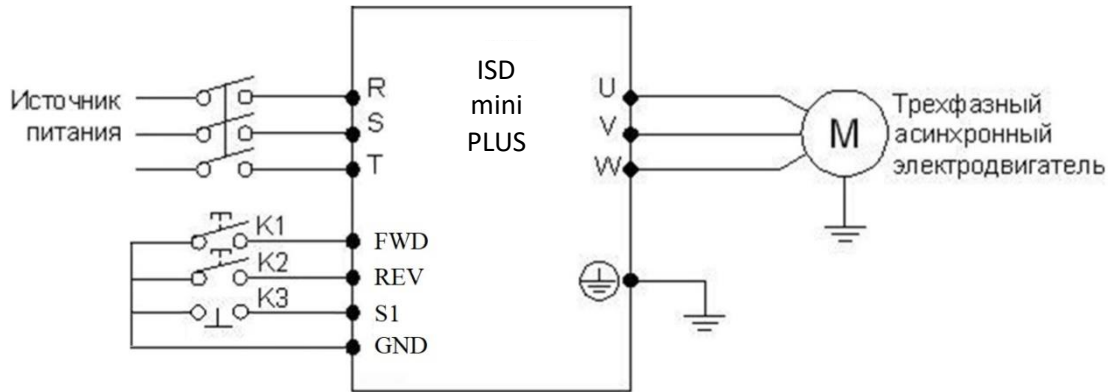 ISD
mini
PLUS
Источник
питания
R
S
T
U
V
W
M
Трехфазный
асинхронный
электродвигатель
K1
FWD
K2
REV
K3
S1
GND